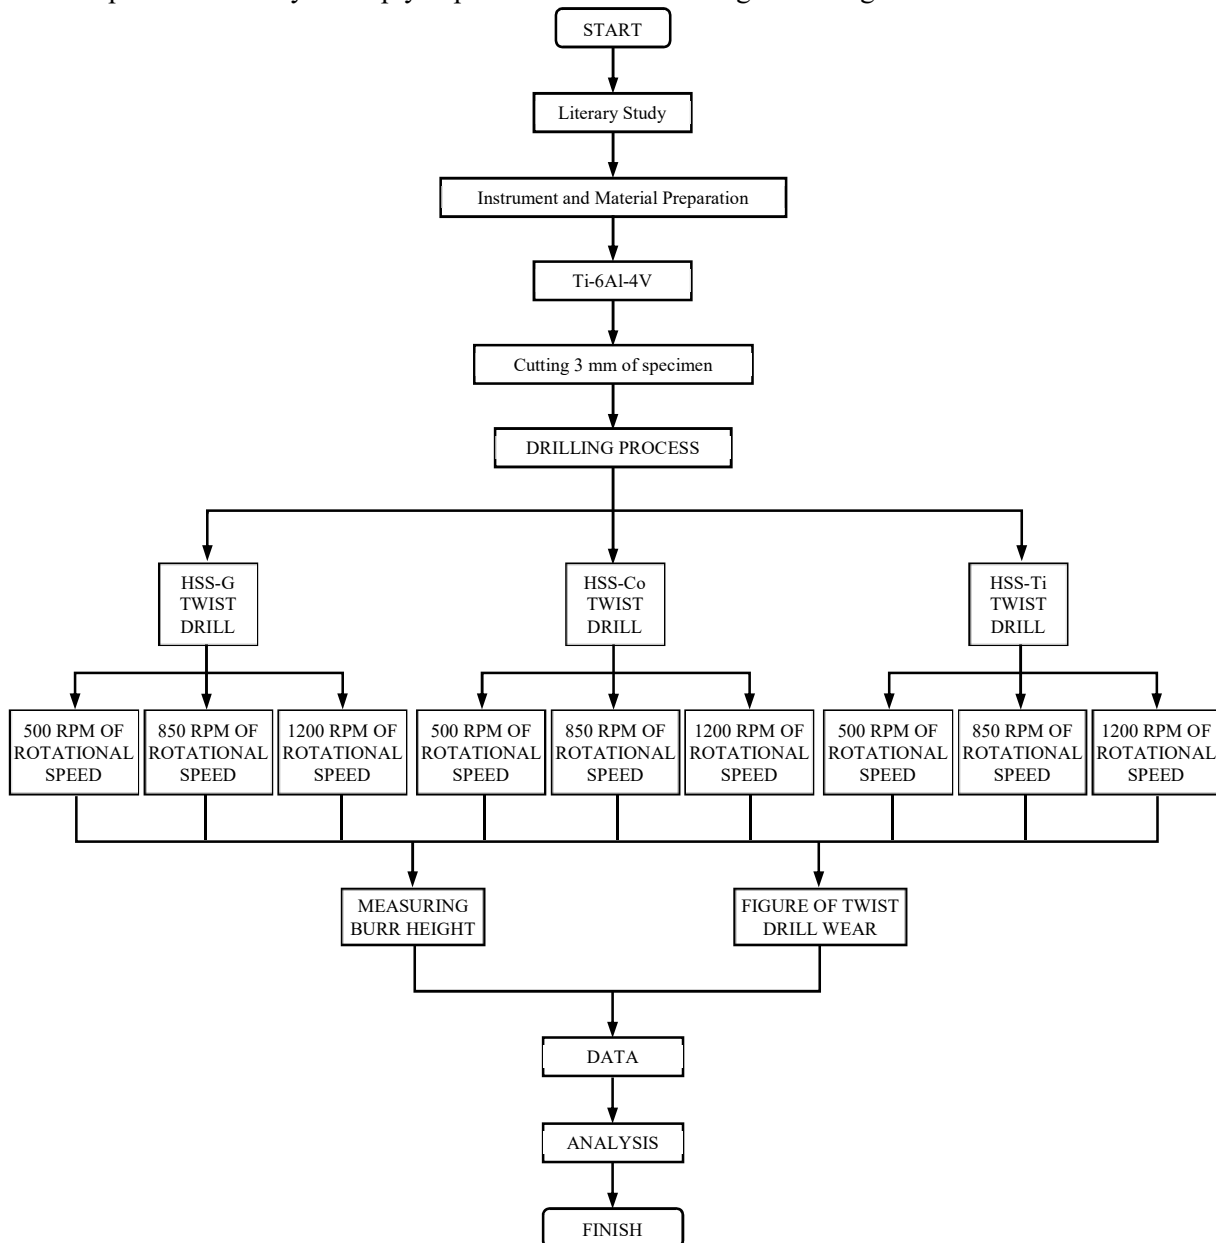 START
Literary Study
Instrument and Material Preparation
Ti-6Al-4V
Cutting 3 mm of specimen
DRILLING PROCESS
HSS-G
TWIST
DRILL
HSS-Co
TWIST
DRILL
HSS-Ti
TWIST
DRILL
500 RPM OF
ROTATIONAL
SPEED
850 RPM OF
ROTATIONAL
SPEED
1200 RPM OF
ROTATIONAL
SPEED
500 RPM OF
ROTATIONAL
SPEED
850 RPM OF
ROTATIONAL
SPEED
1200 RPM OF
ROTATIONAL
SPEED
500 RPM OF
ROTATIONAL
SPEED
850 RPM OF
ROTATIONAL
SPEED
1200 RPM OF
ROTATIONAL
SPEED
MEASURING
BURR HEIGHT
FIGURE OF TWIST
DRILL WEAR
DATA
ANALYSIS
FINISH